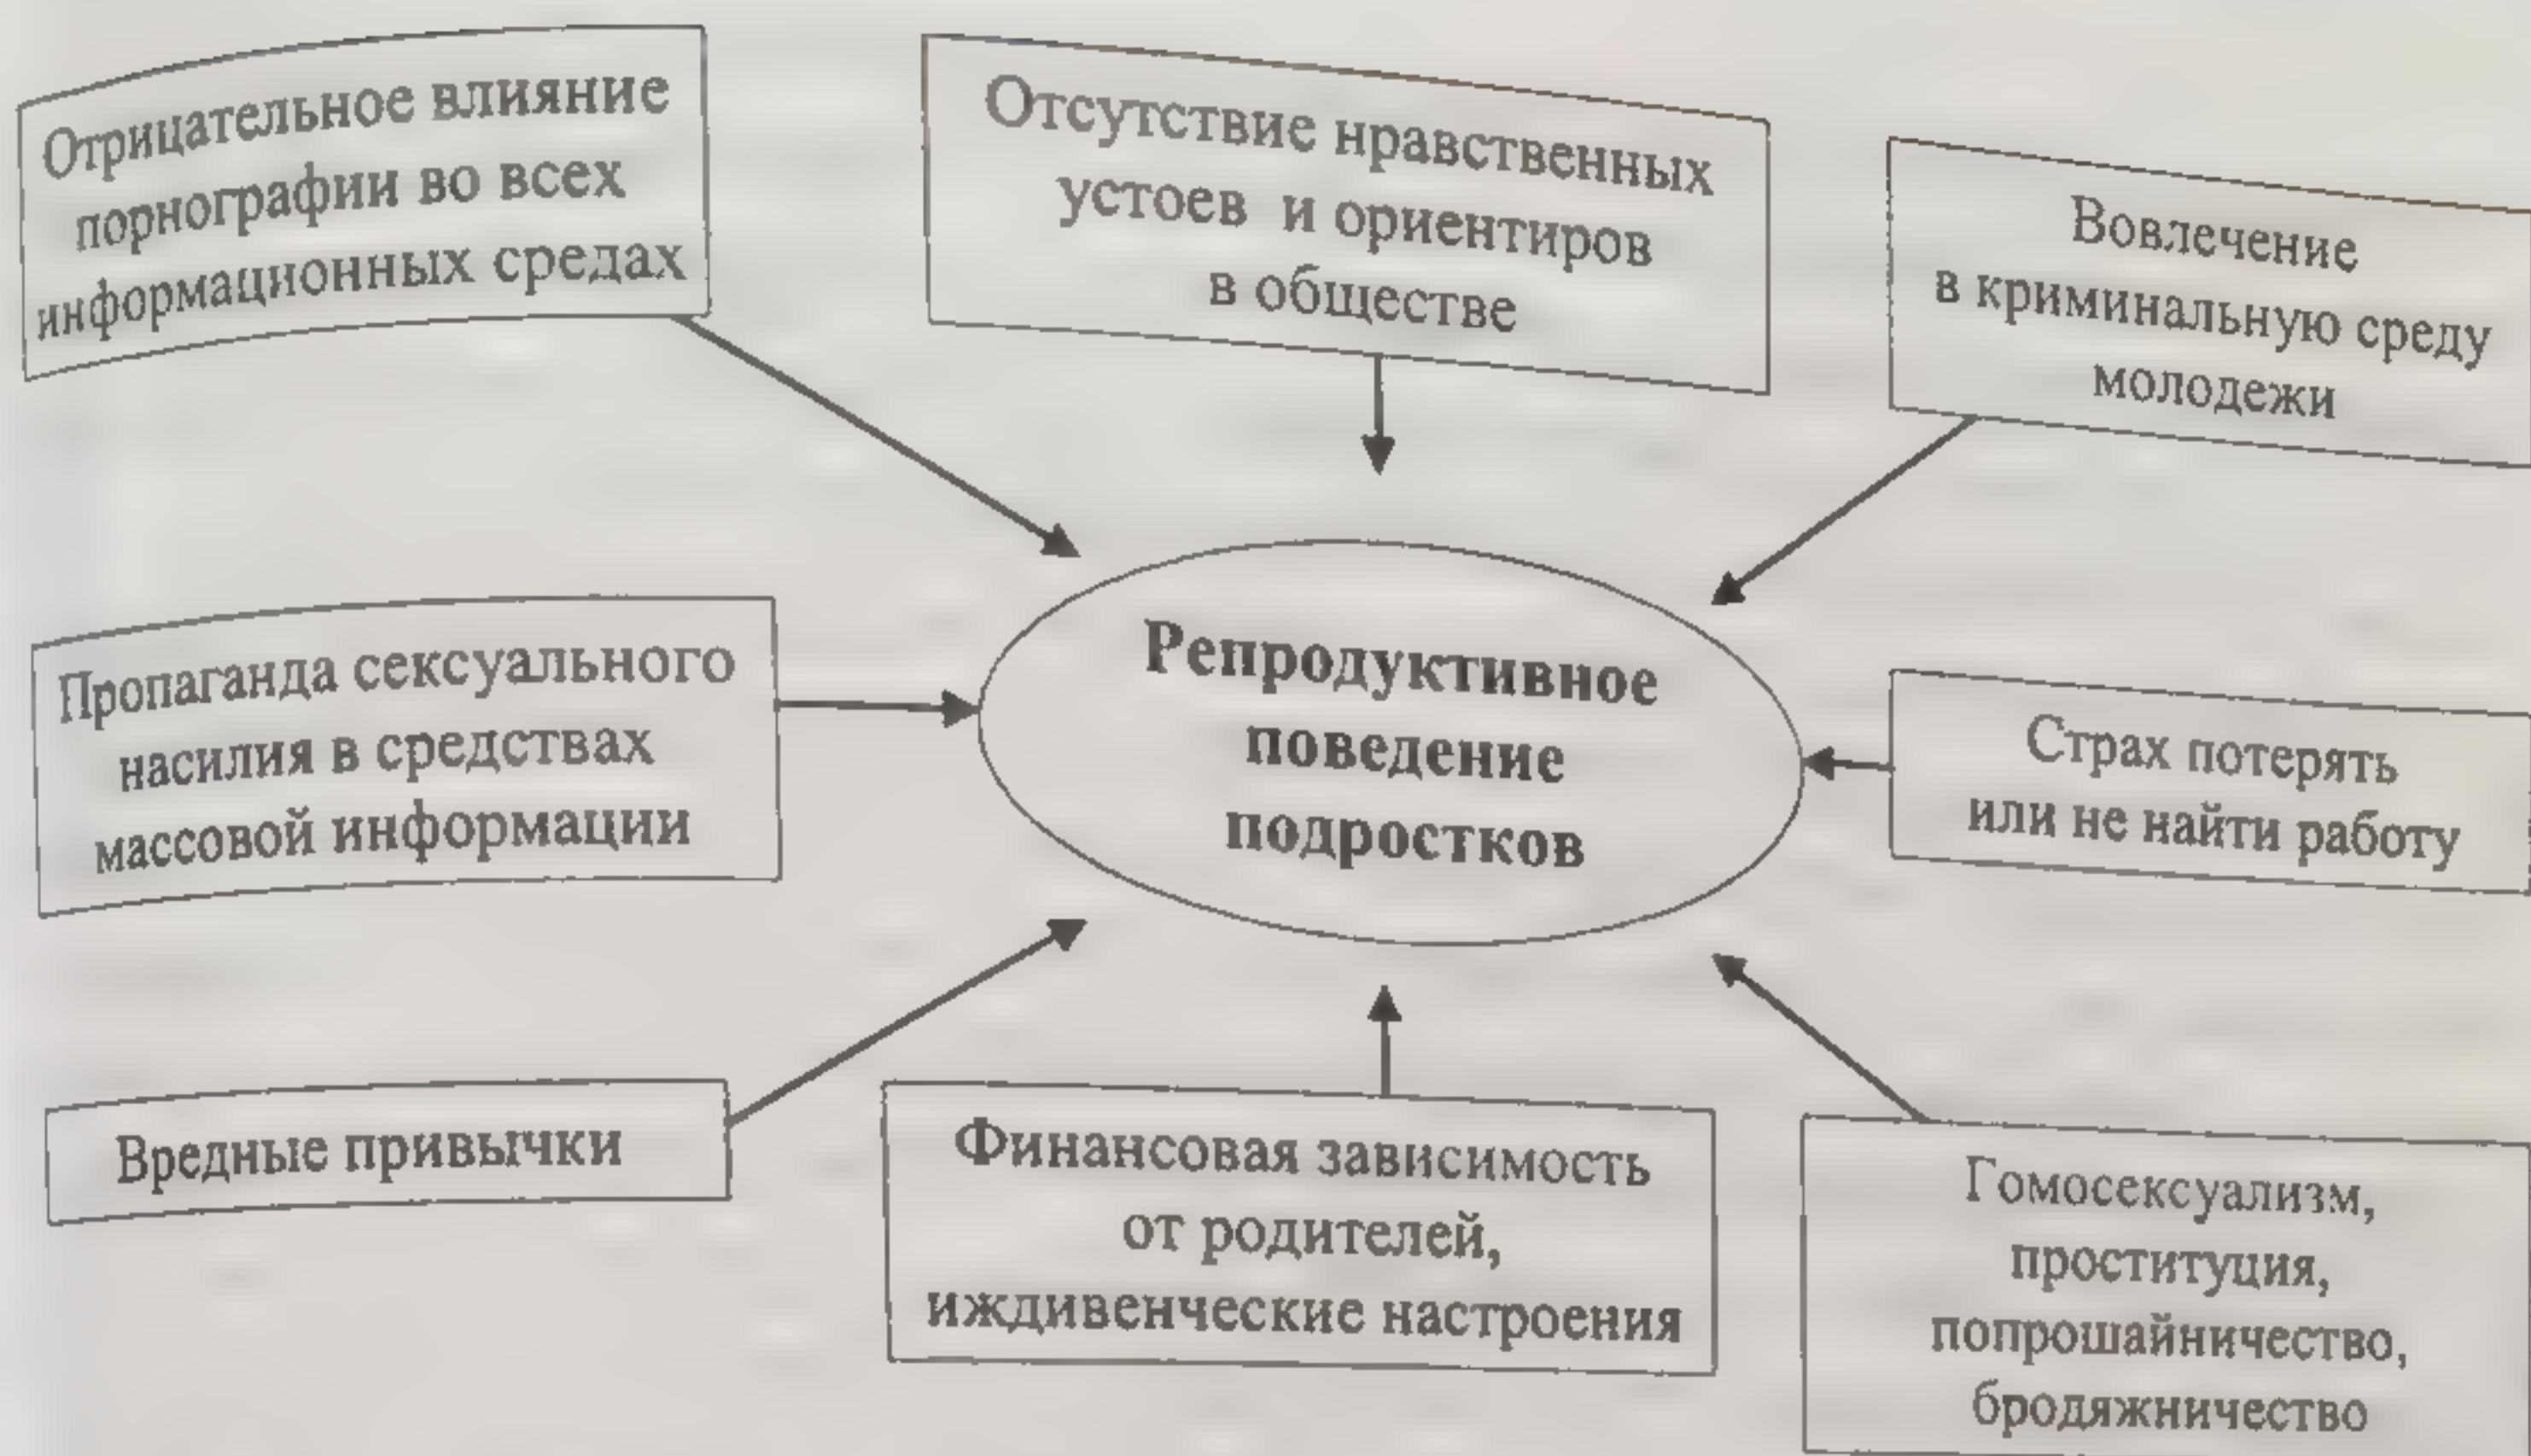 Отрицательное влияние
порнографии во всех
информационных средах
Отсутствие нравственных
устоев и ориентиров
в обществе
Вовлечение
в криминальную среду
молодежи
Пропаганда сексуального
насилия в средствах
массовой информации
Репродуктивное
поведение
подростков
Страх потерять
или не найти работу
Вредные привычки
Финансовая зависимость
от родителей,
иждивенческие настроения
Гомосексуализм,
проституция,
попрошайничество,
бродяжничество